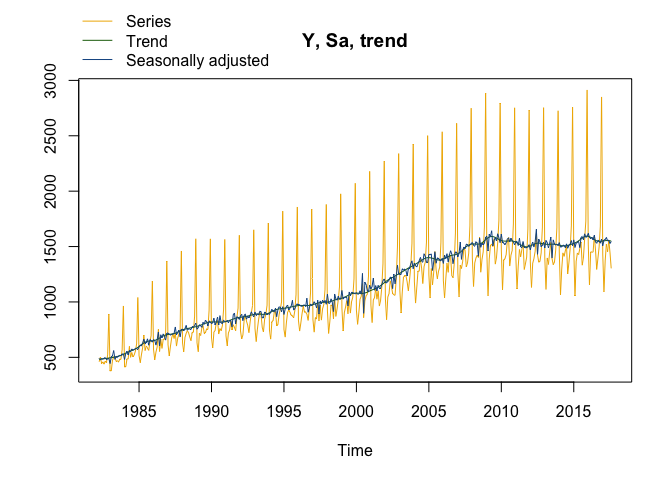 Series
Trend
Seasonally adjusted
Y, Sa, trend
3000
2500
2000
1500
1000
500
1985 1990 1995 2000 2005 2010 2015
Time